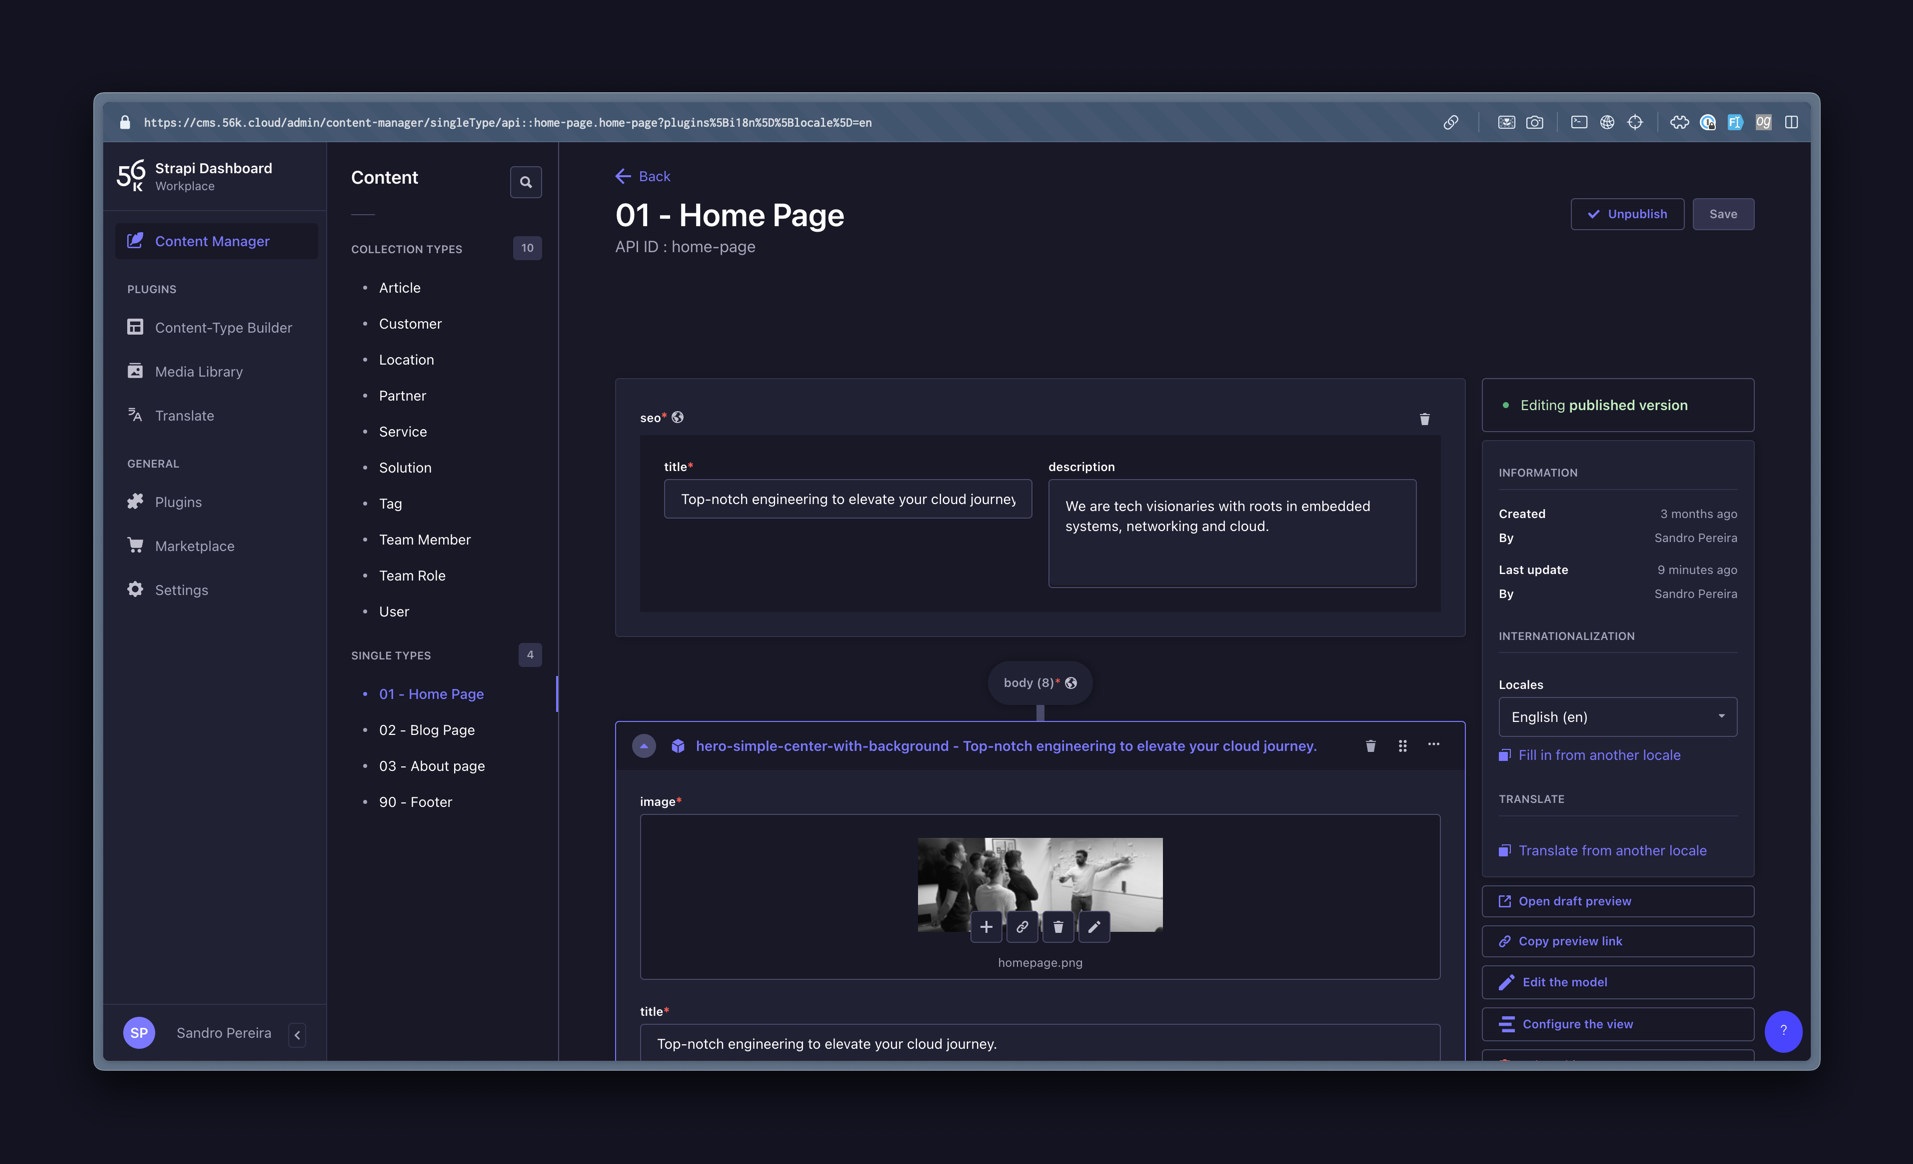 https://cms.56k.cloud/admin/content-manager/singleType/api::home-page.home-page?plugins%5Bi18n%5D%5Blocale%5D=en
FI
og
56K
Strapi Dashboard
Workplace
Content Manager
PLUGINS
Content-Type Builder
Media Library
Translate
GENERAL
Plugins
Marketplace
Settings
SP
Sandro Pereira
Content
COLLECTION TYPES
10
Article
Customer
Location
Partner
Service
Solution
Tag
Team Member
Team Role
User
SINGLE TYPES
4
01 - Home Page
02 - Blog Page
03 - About page
90 - Footer
Back
01 - Home Page
API ID : home-page
Unpublish
Save
seo*
title*
Top-notch engineering to elevate your cloud journey
description
We are tech visionaries with roots in embedded
systems, networking and cloud.
body (8)*
hero-simple-center-with-background - Top-notch engineering to elevate your cloud journey.
image*
homepage.png
title*
Top-notch engineering to elevate your cloud journey.
Editing published version
INFORMATION
Created
3 months ago
By
Sandro Pereira
Last update
9 minutes ago
By
Sandro Pereira
INTERNATIONALIZATION
Locales
English (en)
Fill in from another locale
TRANSLATE
Translate from another locale
Open draft preview
Copy preview link
Edit the model
Configure the view
?